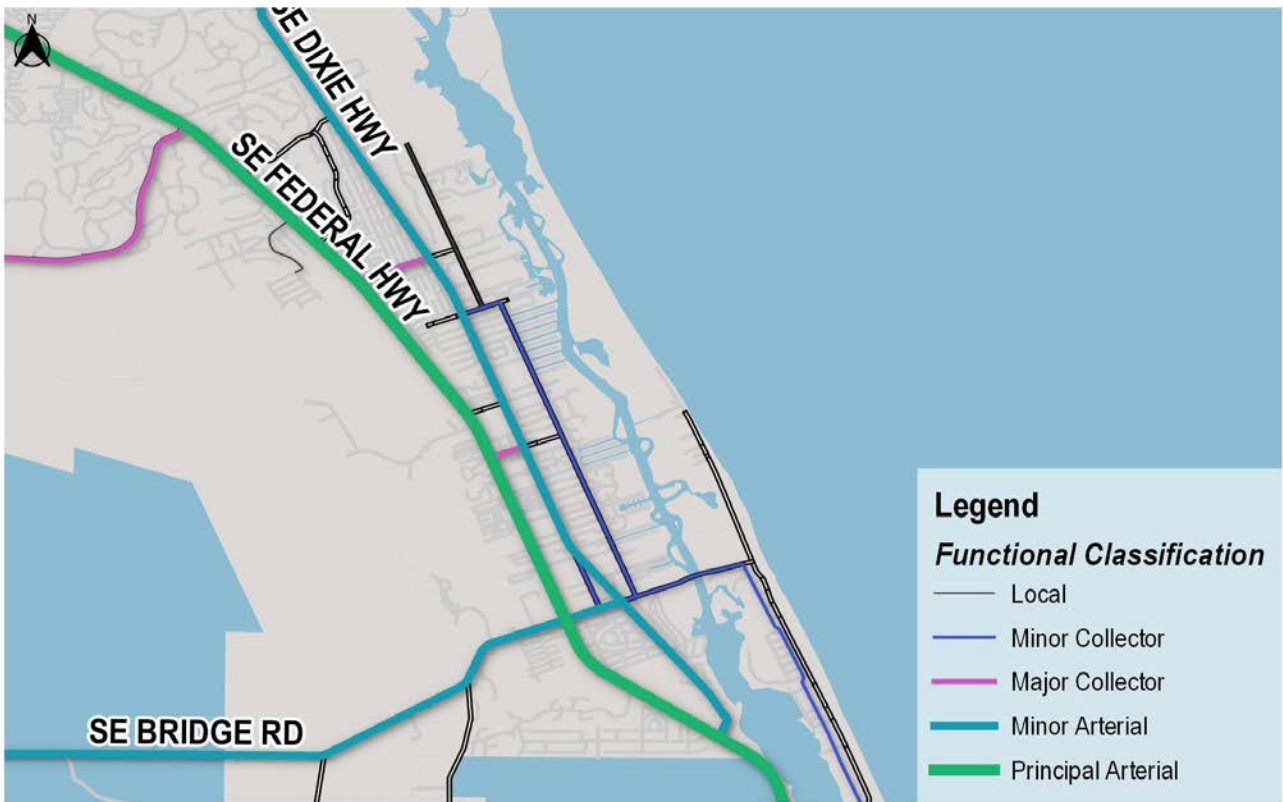 N
SE DIXIE HWY
SE FEDERAL HWY
SE BRIDGE RD
Legend
Functional Classification
Local
Minor Collector
Major Collector
Minor Arterial
Principal Arterial